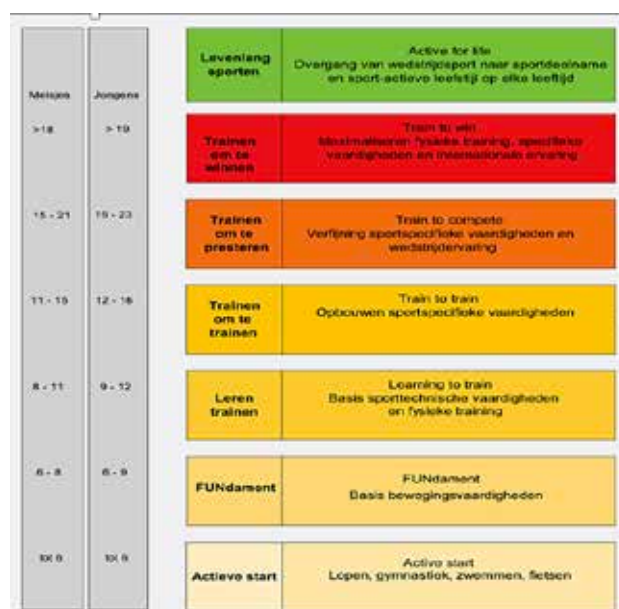 Meisjes
Jongens
Levenlang
sporten
Active for life
Overgang van wedstrijdsport naar sportdeelname
en sport-actieve leefstijl op elke leeftijd
>18
> 19
Trainen
om te
winnen
Train to win
Maximaliseren fysieke training, specifieke
vaardigheden en internationale ervaring
15 - 21
16 - 23
Trainen
om te
presteren
Train to compete
Verfijning sportspecifieke vaardigheden en
wedstrijdervaring
11 - 15
12 - 16
Trainen
om te
trainen
Train to train
Opbouwen sportspecifieke vaardigheden
8 - 11
9 - 12
Leren
trainen
Learning to train
Basis sporttechnische vaardigheden
en fysieke training
6 - 8
6 - 9
FUNdament
FUNdament
Basis bewegingsvaardigheden
tot 6
tot 6
Actieve start
Active start
Lopen, gymnastiek, zwemmen, fietsen